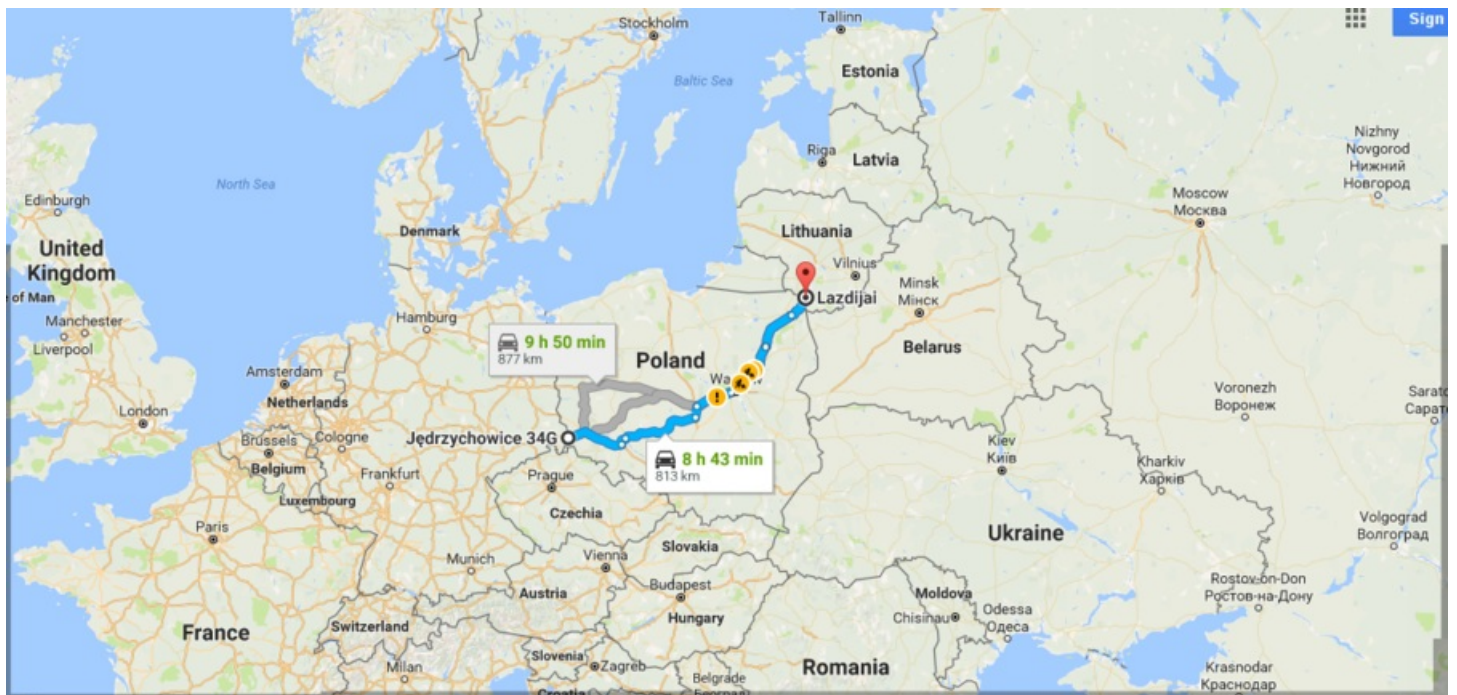 Stockholm
Tallinn
Sign
Estonia
Baltic Sea
Nizhny
Novgorod
Нижний
Новгород
Riga
Latvia
North Sea
Moscow
Москва
Edinburgh
Denmark
Lithuania
United
Kingdom
Vilnius
Minsk
Мінск
Lazdijai
e of Man
Manchester
Hamburg
Liverpool
9 h 50 min
877 km
Poland
Belarus
Amsterdam
Netherlands
Voronezh
Воронеж
London
Jędrzychowice 34G
Brussels
Cologne
Belgium
Kiev
Київ
8 h 43 min
813 km
Kharkiv
Харків
Frankfurt
Prague
Luxembourg
Czechia
Paris
Ukraine
Volgograd
Волгоград
Munich
Vienna
Slovakia
Austria
Budapest
Rostov-on-Don
Ростов-на-Дону
Moldova
Chisinau
Odessa
Одеса
Hungary
France
Switzerland
Milan
Slovenia
Zagreb
Romania
Belgrade
Krasnodar
Краснодар